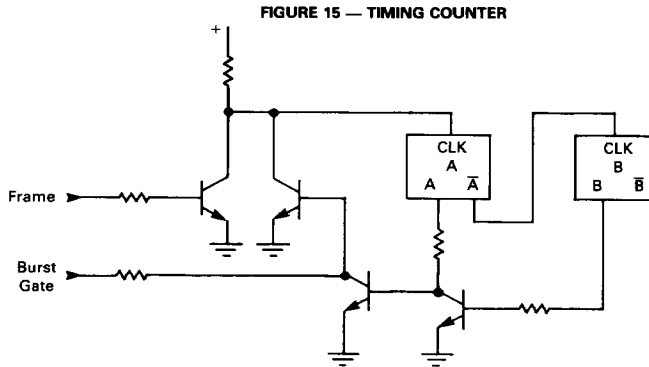 FIGURE 15 — TIMING COUNTER
+
CLK
A
A A̅
CLK
B
B B̅
Frame
Burst
Gate